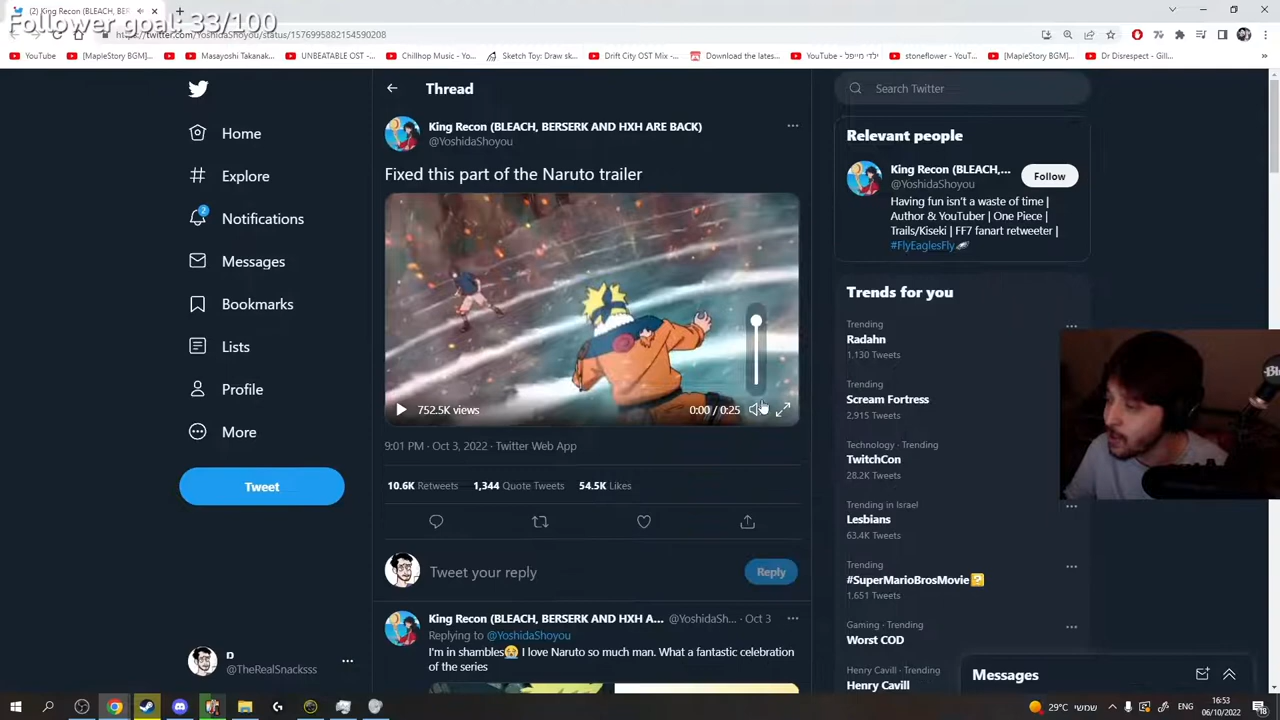 (2) King Recon (BLEACH, BER
Follower goal: 33/100
https://twitter.com/YoshidaShoyou/status/1576995882154590208
YouTube
[MapleStory BGM]...
Masayoshi Takanak...
UNBEATABLE OST -...
Chillhop Music - Yo...
Sketch Toy: Draw sk...
Drift City OST Mix -...
Download the lates...
YouTube - ילדי מייפל
stoneflower - YouT...
[MapleStory BGM]...
Dr Disrespect - Gill...
Home
Explore
2
Notifications
Messages
Bookmarks
Lists
Profile
More
Tweet
@TheRealSnacksss
Thread
King Recon (BLEACH, BERSERK AND HXH ARE BACK)
@YoshidaShoyou
Fixed this part of the Naruto trailer
752.5K views
0:00 / 0:25
9:01 PM · Oct 3, 2022 · Twitter Web App
10.6K Retweets
1,344 Quote Tweets
54.5K Likes
Tweet your reply
Reply
King Recon (BLEACH, BERSERK AND HXH A... @YoshidaSh... · Oct 3
Replying to @YoshidaShoyou
I'm in shambles😭 I love Naruto so much man. What a fantastic celebration
of the series
Search Twitter
Relevant people
King Recon (BLEACH,...
@YoshidaShoyou
Follow
Having fun isn't a waste of time |
Author & YouTuber | One Piece |
Trails/Kiseki | FF7 fanart retweeter |
#FlyEaglesFly🦅
Trends for you
Trending
Radahn
1,130 Tweets
Trending
Scream Fortress
2,915 Tweets
Technology · Trending
TwitchCon
28.2K Tweets
Trending in Israel
Lesbians
63.4K Tweets
Trending
#SuperMarioBrosMovie
1,651 Tweets
Gaming · Trending
Worst COD
Henry Cavill · Trending
Henry Cavill
Messages
29°C שמשי
ENG
16:53
06/10/2022
18